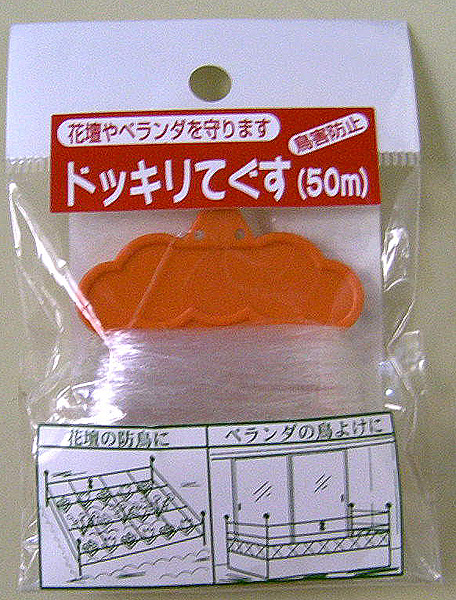 花壇やベランダを守ります
鳥害防止
ドッキリてぐす(50m)
花壇の防鳥に
ベランダの鳥よけに